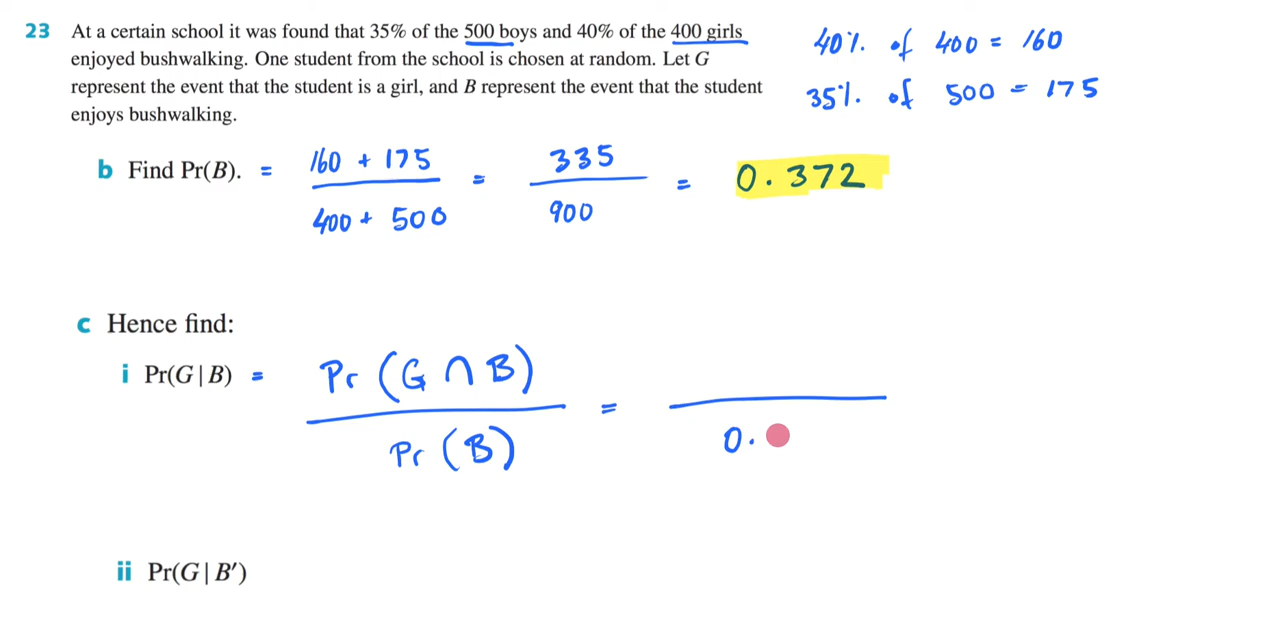 23 At a certain school it was found that 35% of the 500 boys and 40% of the 400 girls
enjoyed bushwalking. One student from the school is chosen at random. Let G
represent the event that the student is a girl, and B represent the event that the student
enjoys bushwalking.
40% of 400 = 160
35% of 500 = 175
b Find Pr(B). = 160 + 175 / 400 + 500 = 335 / 900 = 0.372
c Hence find:
i Pr(G|B) = Pr (G ∩ B) / Pr (B) = / 0.
ii Pr(G|B′)